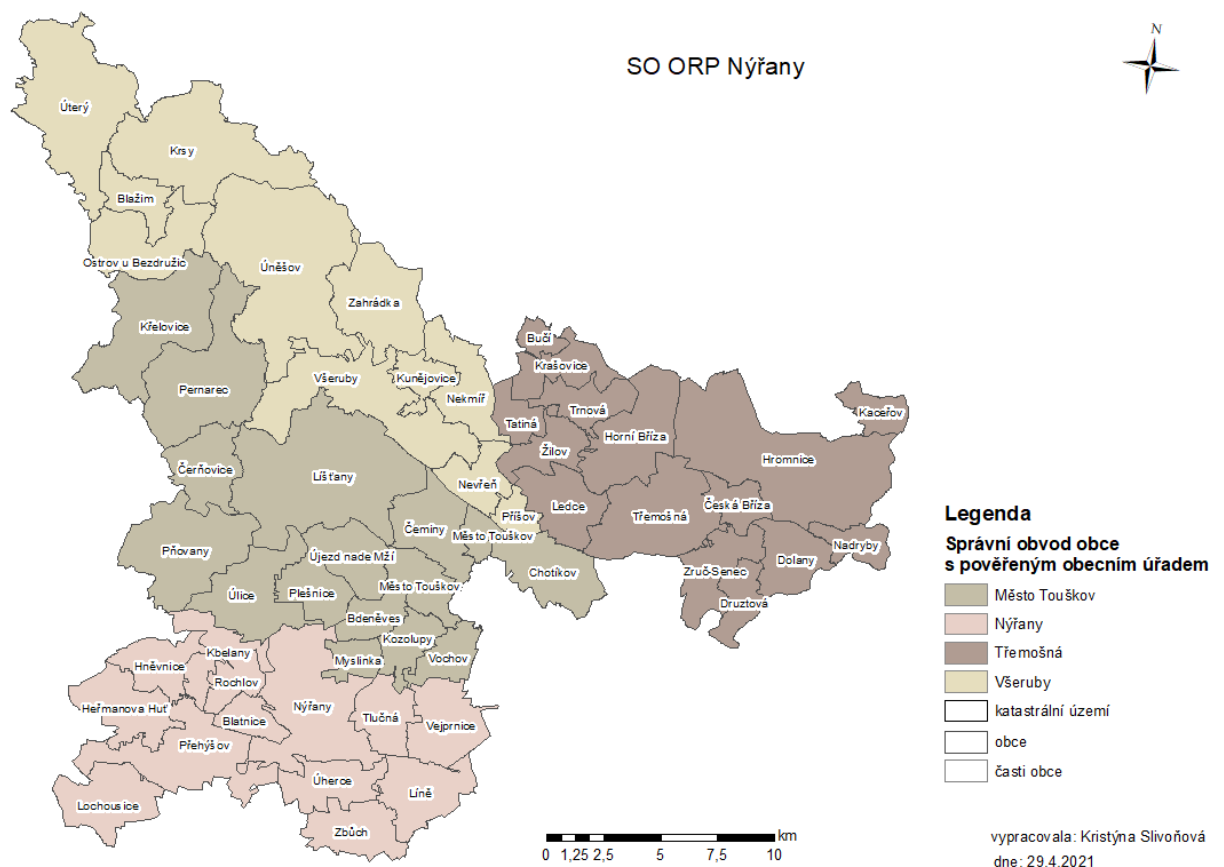 SO ORP Nýřany
N
Úterý
Krsy
Blažim
Ostrov u Bezdružic
Úněšov
Zahrádka
Křelovice
Bučí
Krašovice
Všeruby
Kunějovice
Pernarec
Nekmíř
Trnová
Kaceřov
Tatiná
Horní Bříza
Žilov
Hromnice
Čerňovice
Líšťany
Nevřeň
Ledce
Česká Bříza
Příšov
Třemošná
Čeminy
Město Touškov
Pňovany
Újezd nade Mží
Nadryby
Dolany
Chotíkov
Zruč-Senec
Město Touškov
Úlice
Plešnice
Druztová
Bdeněves
Kozolupy
Kbelany
Myslinka
Vochov
Hněvnice
Rochlov
Heřmanova Huť
Nýřany
Blatnice
Tlučná
Vejprnice
Přehýšov
Úherce
Líně
Lochousice
Zbůch
Legenda
Správní obvod obce
s pověřeným obecním úřadem
Město Touškov
Nýřany
Třemošná
Všeruby
katastrální území
obce
části obce
km
0 1,25 2,5 5 7,5 10
vypracovala: Kristýna Slivoňová
dne: 29.4.2021